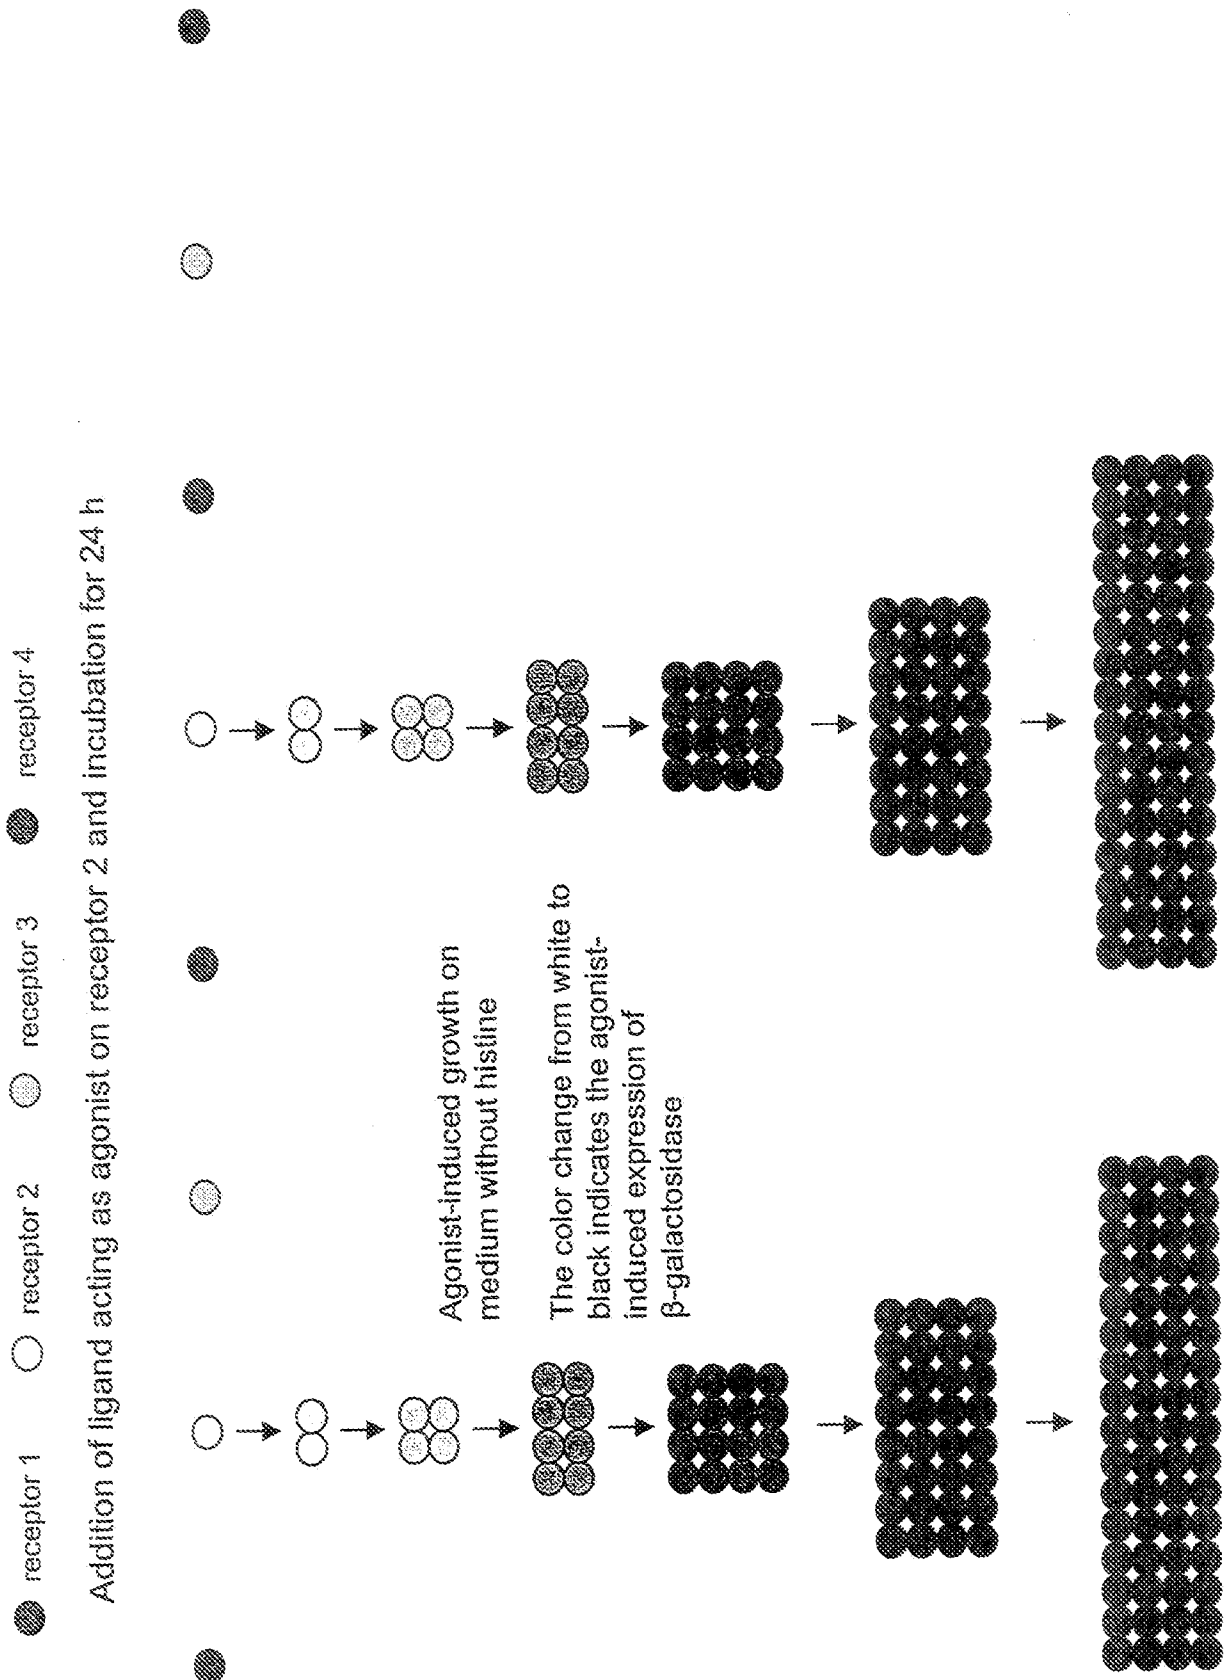 receptor 1 receptor 2 receptor 3 receptor 4
Addition of ligand acting as agonist on receptor 2 and incubation for 24 h
Agonist-induced growth on
medium without histine
The color change from white to
black indicates the agonist-
induced expression of
β-galactosidase